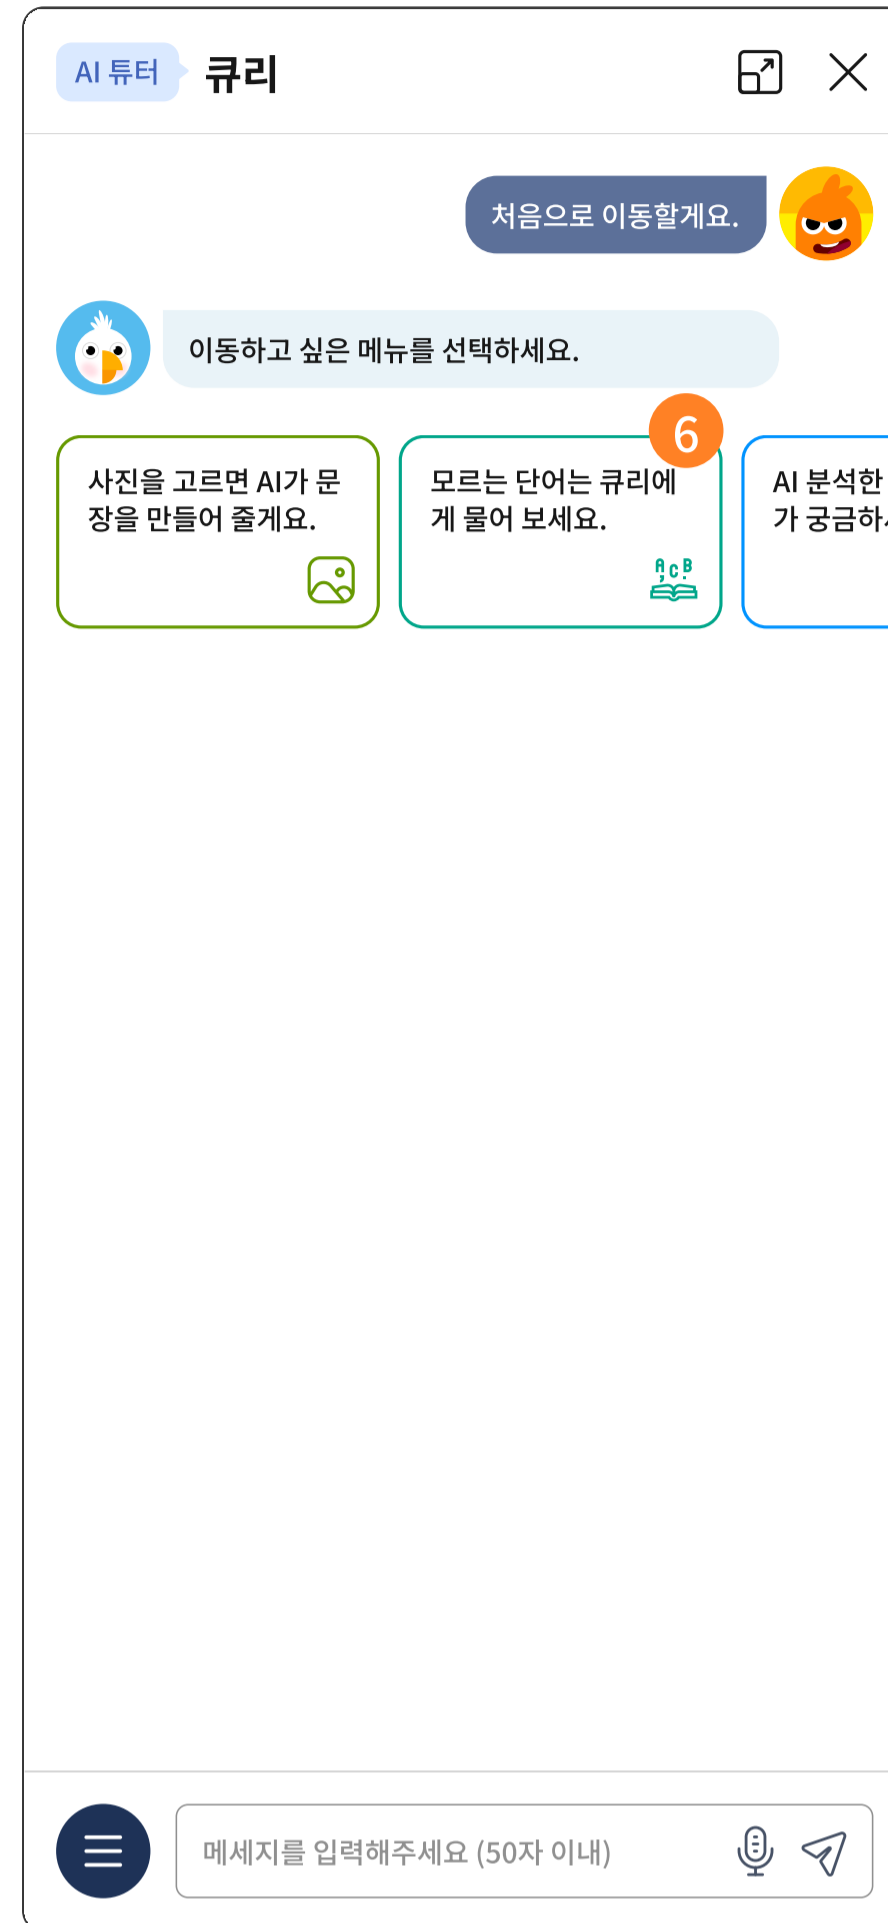 AI 튜터
큐리
처음으로 이동할게요.
이동하고 싶은 메뉴를 선택하세요.
6
사진을 고르면 AI가 문
장을 만들어 줄게요.
모르는 단어는 큐리에
게 물어 보세요.
A C B
AI 분석한
가 궁금하
메세지를 입력해주세요 (50자 이내)